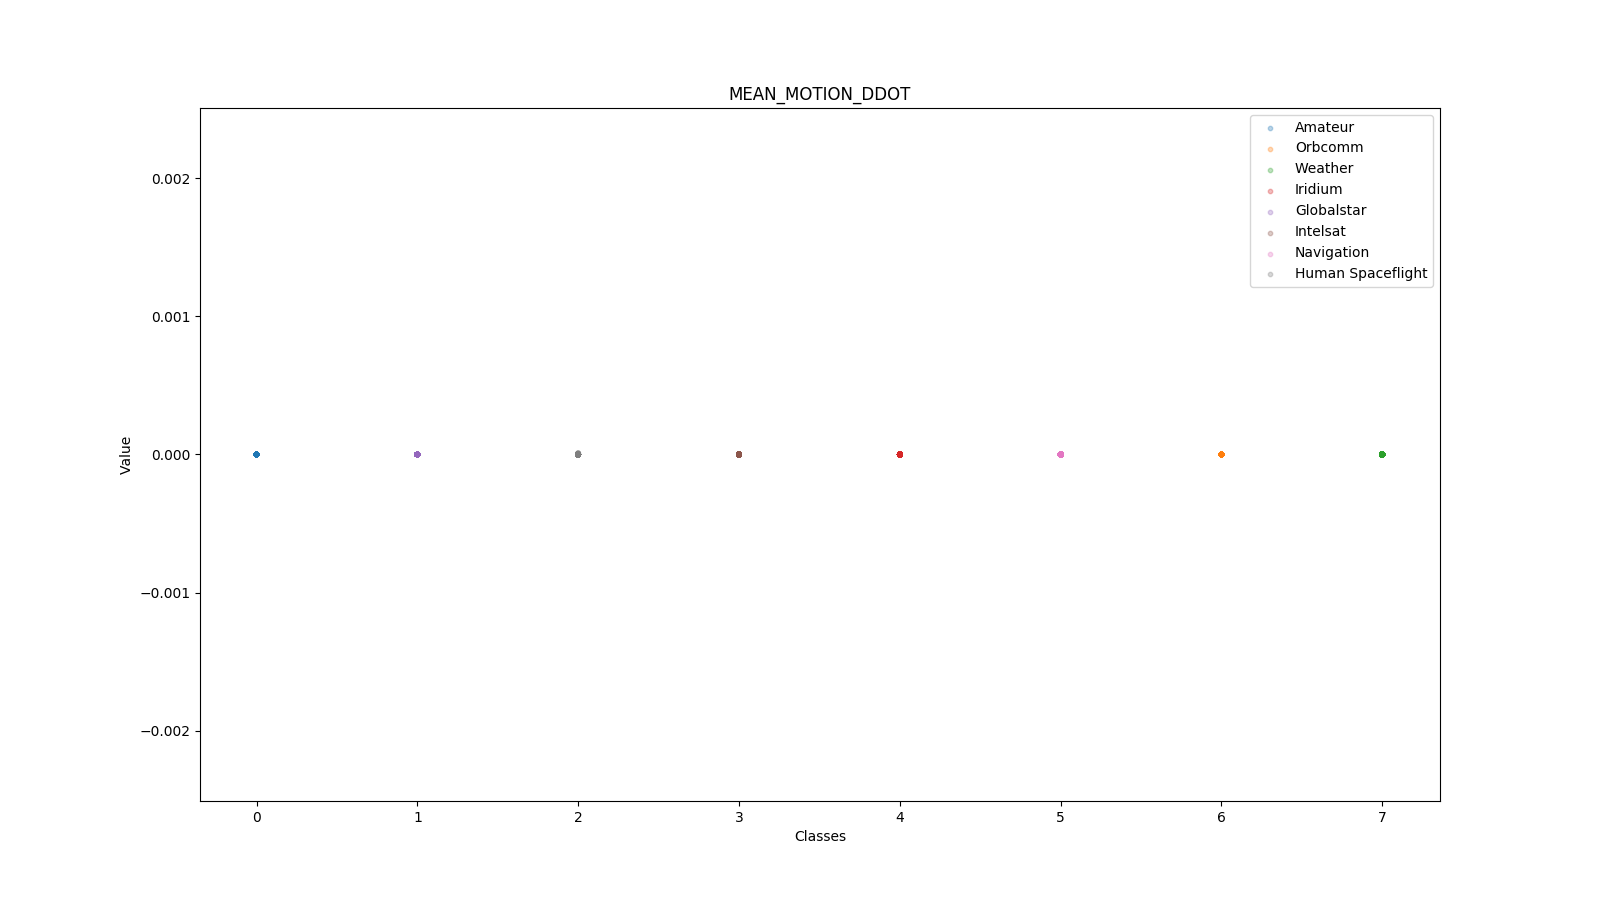 MEAN_MOTION_DDOT
Amateur
Orbcomm
Weather
Iridium
Globalstar
Intelsat
Navigation
Human Spaceflight
0.002
0.001
0.000
−0.001
−0.002
Value
0 1 2 3 4 5 6 7
Classes